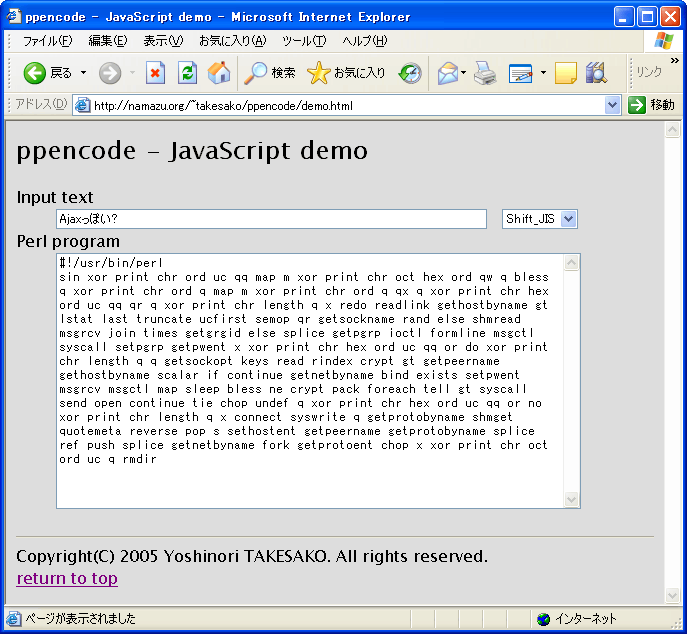 ppencode - JavaScript demo - Microsoft Internet Explorer
ファイル(F) 編集(E) 表示(V) お気に入り(A) ツール(T) ヘルプ(H)
戻る 検索 お気に入り リンク »
アドレス(D) http://namazu.org/~takesako/ppencode/demo.html 移動
ppencode - JavaScript demo
Input text
Ajaxっぽい? Shift_JIS
Perl program
#!/usr/bin/perl
sin xor print chr ord uc qq map m xor print chr oct hex ord qw q bless
q xor print chr ord q map m xor print chr ord q qx q xor print chr hex
ord uc qq qr q xor print chr length q x redo readlink gethostbyname gt
lstat last truncate ucfirst semop qr getsockname rand else shmread
msgrcv join times getgrgid else splice getpgrp ioctl formline msgctl
syscall setpgrp getpwent x xor print chr hex ord uc qq or do xor print
chr length q q getsockopt keys read rindex crypt gt getpeername
gethostbyname scalar if continue getnetbyname bind exists setpwent
msgrcv msgctl map sleep bless ne crypt pack foreach tell gt syscall
send open continue tie chop undef q xor print chr hex ord uc qq or no
xor print chr length q x connect syswrite q getprotobyname shmget
quotemeta reverse pop s sethostent getpeername getprotobyname splice
ref push splice getnetbyname fork getprotoent chop x xor print chr oct
ord uc q rmdir
Copyright(C) 2005 Yoshinori TAKESAKO. All rights reserved.
return to top
ページが表示されました インターネット